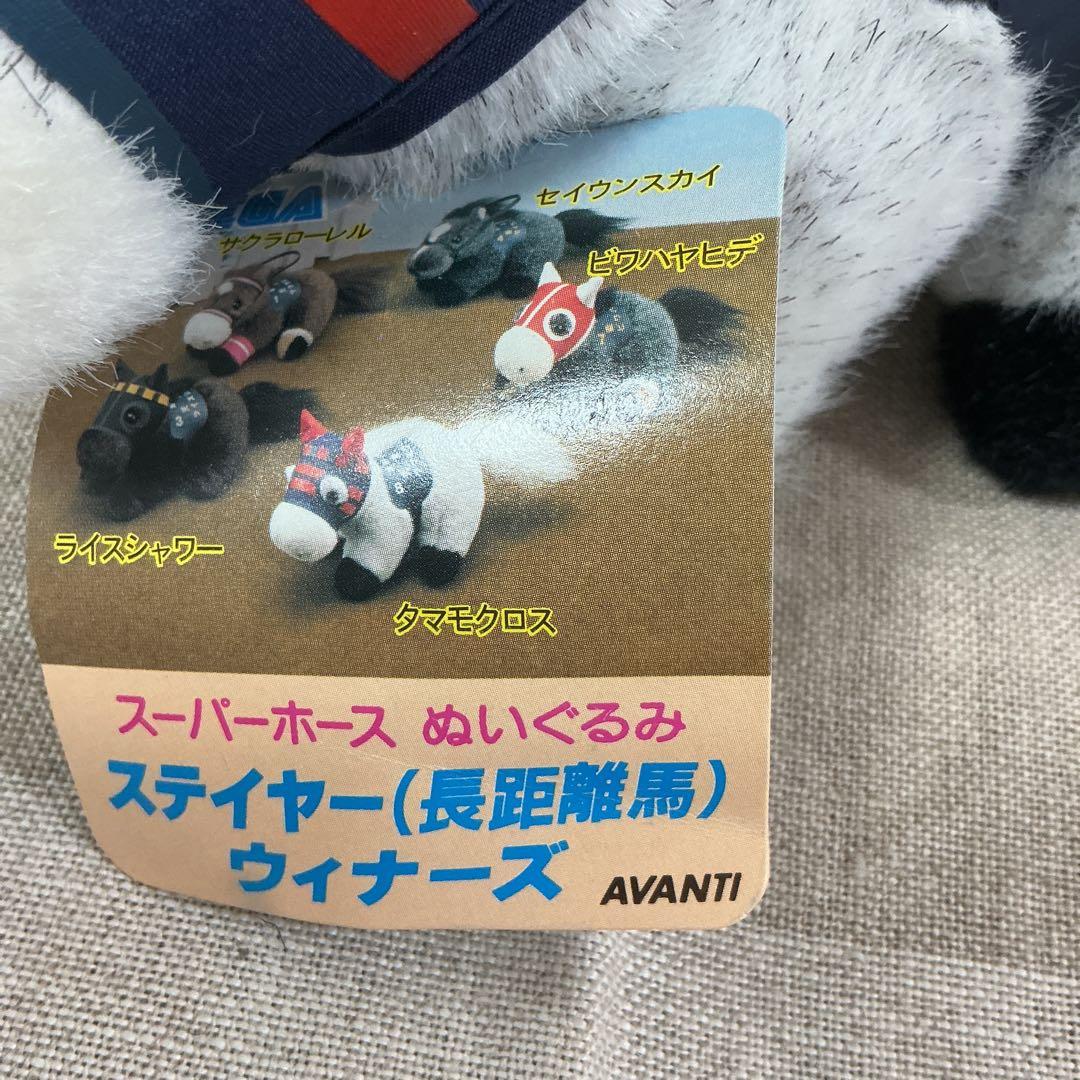 サクラローレル
セイウンスカイ
ビワハヤヒデ
ライスシャワー
タマモクロス
スーパーホース ぬいぐるみ
ステイヤー(長距離馬)
ウィナーズ
AVANTI